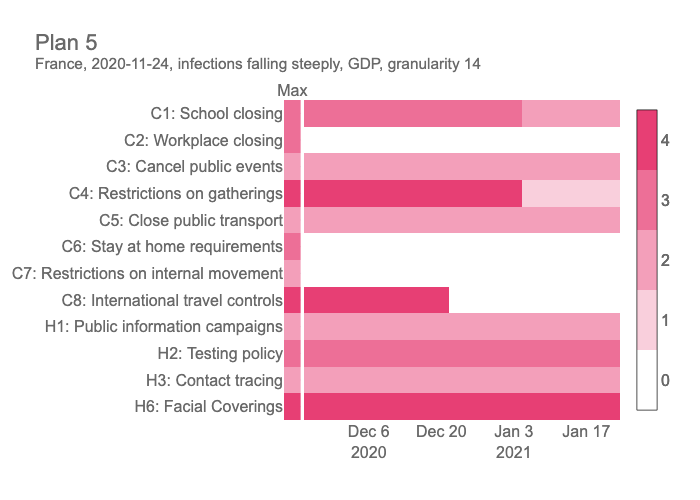 Plan 5
France, 2020-11-24, infections falling steeply, GDP, granularity 14
Max
C1: School closing
C2: Workplace closing
C3: Cancel public events
C4: Restrictions on gatherings
C5: Close public transport
C6: Stay at home requirements
C7: Restrictions on internal movement
C8: International travel controls
H1: Public information campaigns
H2: Testing policy
H3: Contact tracing
H6: Facial Coverings
4
3
2
1
0
Dec 6 Dec 20 Jan 3 Jan 17
2020 2021